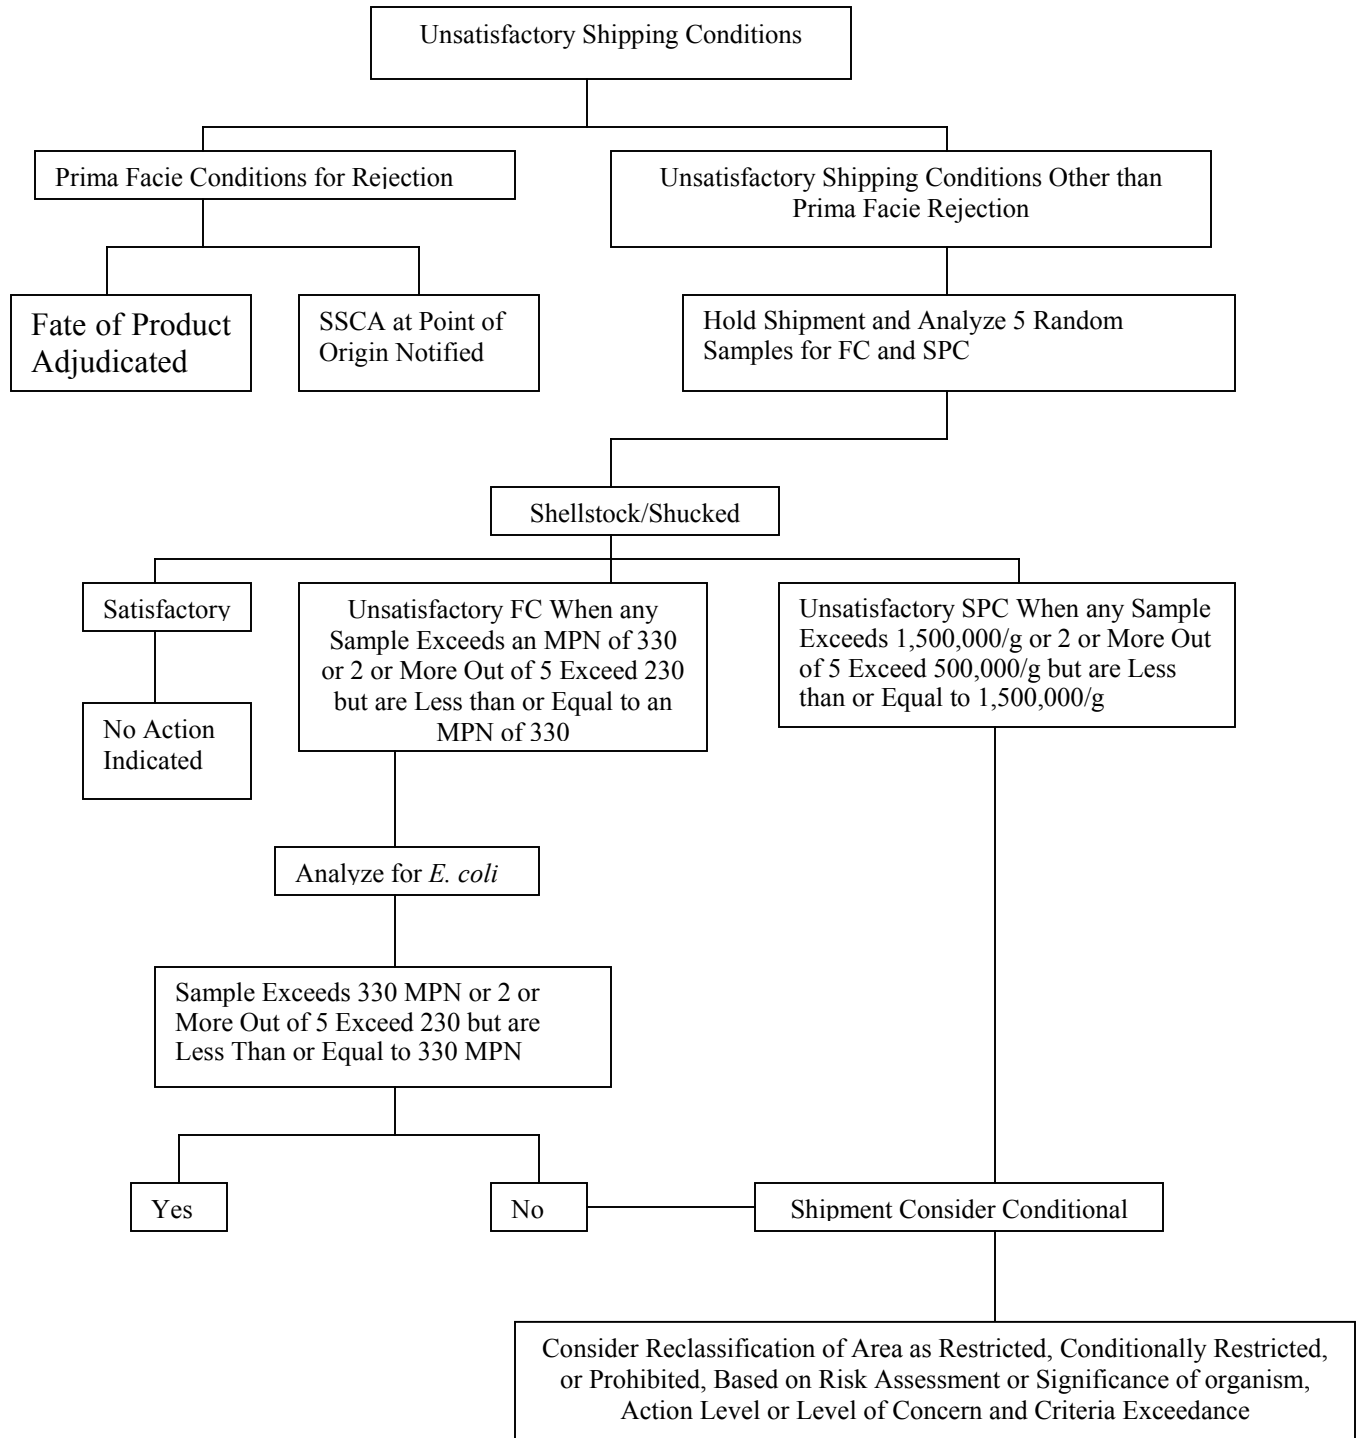 Unsatisfactory Shipping Conditions
Prima Facie Conditions for Rejection
Unsatisfactory Shipping Conditions Other than
Prima Facie Rejection
Fate of Product
Adjudicated
SSCA at Point of
Origin Notified
Hold Shipment and Analyze 5 Random
Samples for FC and SPC
Shellstock/Shucked
Satisfactory
Unsatisfactory FC When any
Sample Exceeds an MPN of 330
or 2 or More Out of 5 Exceed 230
but are Less than or Equal to an
MPN of 330
Unsatisfactory SPC When any Sample
Exceeds 1,500,000/g or 2 or More Out
of 5 Exceed 500,000/g but are Less
than or Equal to 1,500,000/g
No Action
Indicated
Analyze for E. coli
Sample Exceeds 330 MPN or 2 or
More Out of 5 Exceed 230 but are
Less Than or Equal to 330 MPN
Yes
No
Shipment Consider Conditional
Consider Reclassification of Area as Restricted, Conditionally Restricted,
or Prohibited, Based on Risk Assessment or Significance of organism,
Action Level or Level of Concern and Criteria Exceedance